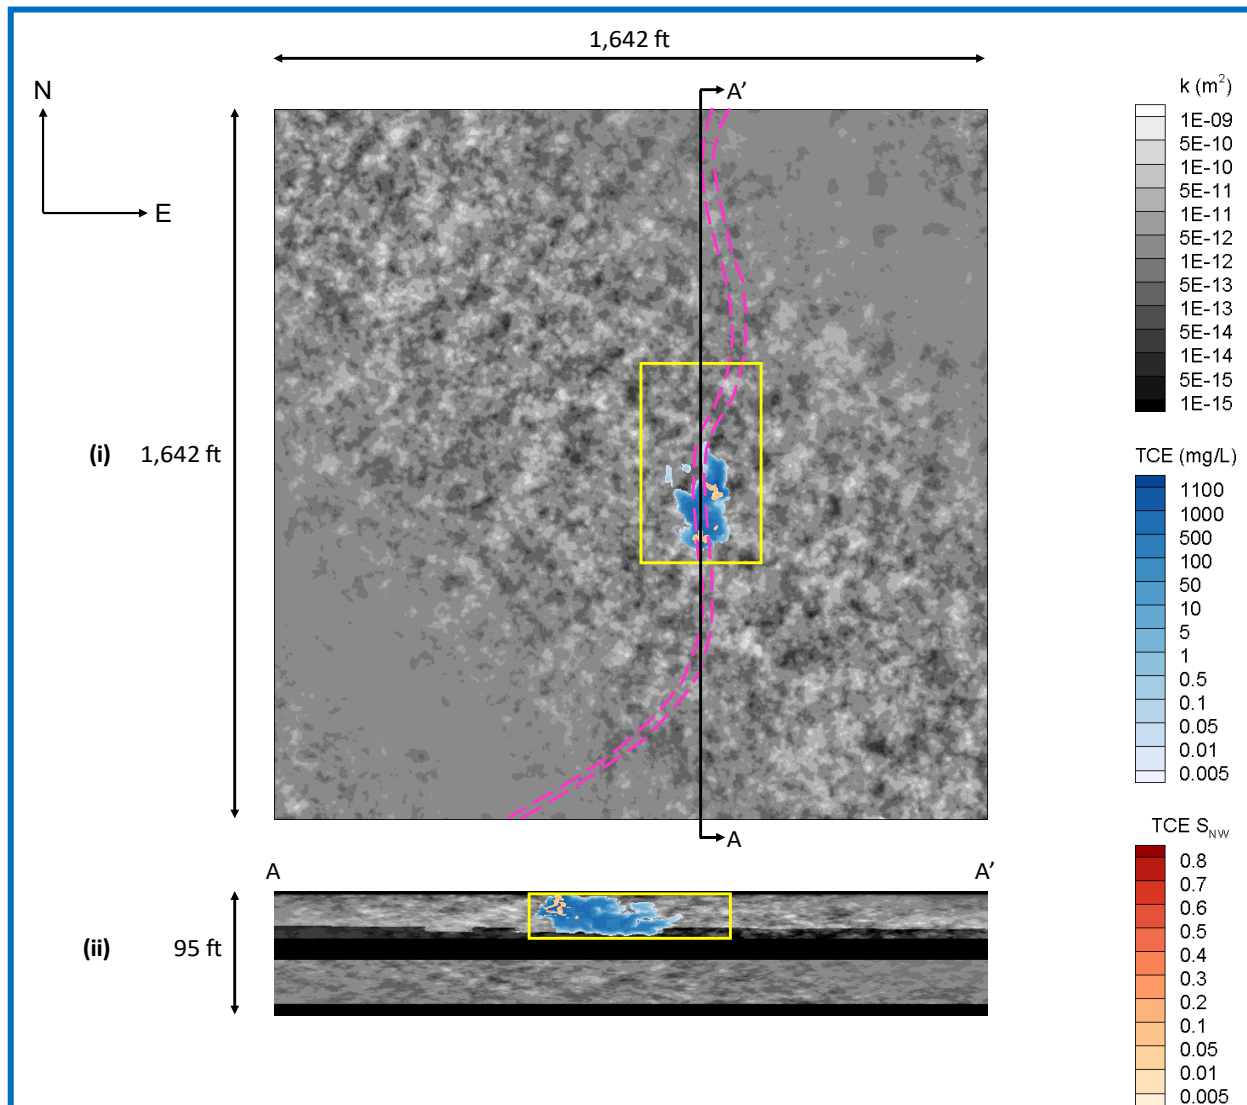 1,642 ft
N
E
A'
k (m²)
1E-09
5E-10
1E-10
5E-11
1E-11
5E-12
1E-12
5E-13
1E-13
5E-14
1E-14
5E-15
1E-15
(i) 1,642 ft
TCE (mg/L)
1100
1000
500
100
50
10
5
1
0.5
0.1
0.05
0.01
0.005
A
A A'
(ii) 95 ft
TCE S_NW
0.8
0.7
0.6
0.5
0.4
0.3
0.2
0.1
0.05
0.01
0.005